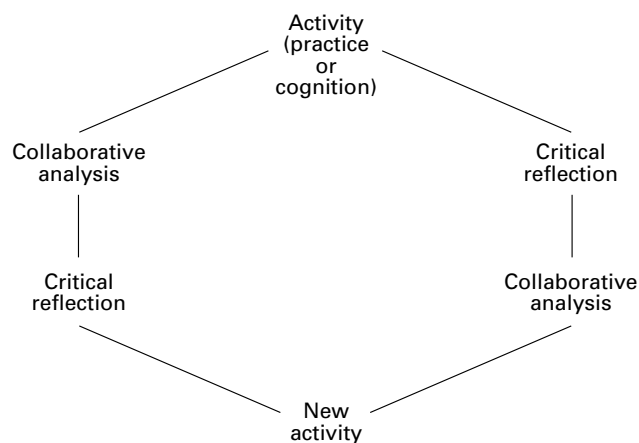 Activity
(practice
or
cognition)
Collaborative
analysis
Critical
reflection
Critical
reflection
Collaborative
analysis
New
activity